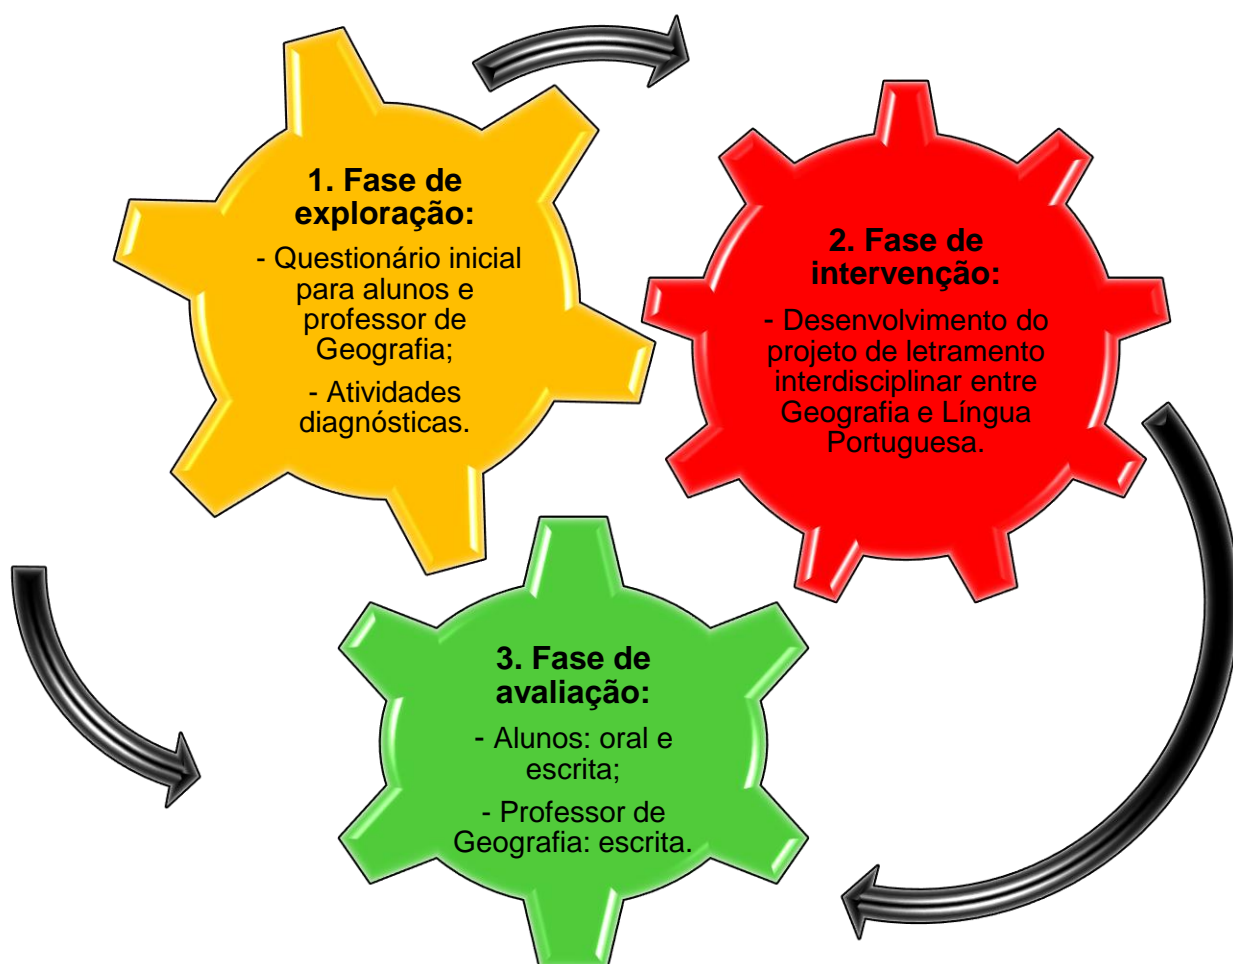 1. Fase de
exploração:
- Questionário inicial
para alunos e
professor de
Geografia;
- Atividades
diagnósticas.
2. Fase de
intervenção:
- Desenvolvimento do
projeto de letramento
interdisciplinar entre
Geografia e Língua
Portuguesa.
3. Fase de
avaliação:
- Alunos: oral e
escrita;
- Professor de
Geografia: escrita.